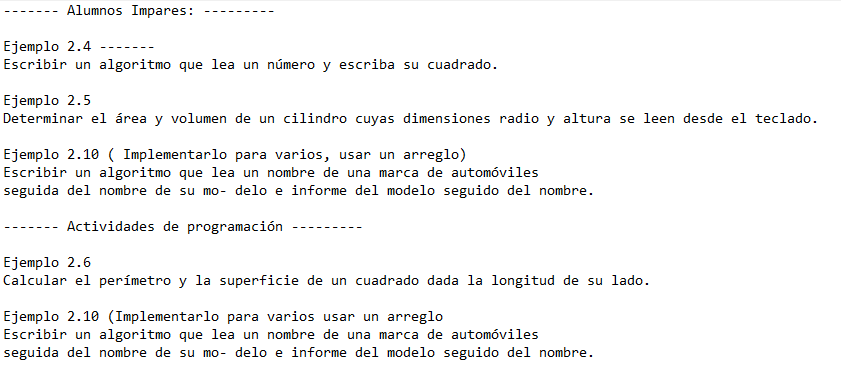 ------- Alumnos Impares: ---------
Ejemplo 2.4 -------
Escribir un algoritmo que lea un número y escriba su cuadrado.
Ejemplo 2.5
Determinar el área y volumen de un cilindro cuyas dimensiones radio y altura se leen desde el teclado.
Ejemplo 2.10 ( Implementarlo para varios, usar un arreglo)
Escribir un algoritmo que lea un nombre de una marca de automóviles
seguida del nombre de su mo- delo e informe del modelo seguido del nombre.
------- Actividades de programación ---------
Ejemplo 2.6
Calcular el perímetro y la superficie de un cuadrado dada la longitud de su lado.
Ejemplo 2.10 (Implementarlo para varios usar un arreglo
Escribir un algoritmo que lea un nombre de una marca de automóviles
seguida del nombre de su mo- delo e informe del modelo seguido del nombre.